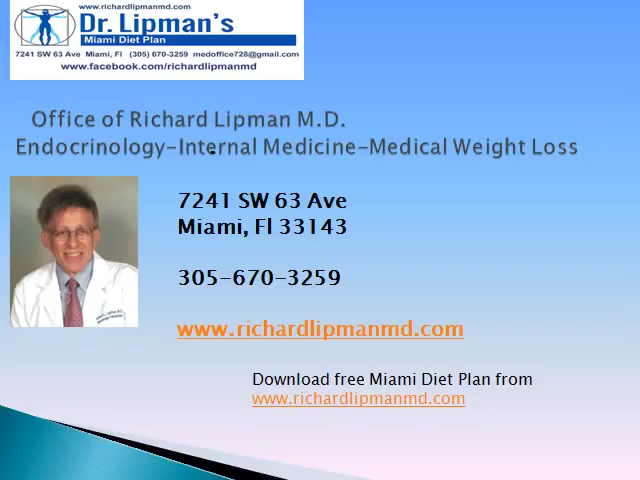 www.richardlipmanmd.com
Dr. Lipman's
Miami Diet Plan
7241 SW 63 Ave Miami, Fl (305) 670-3259 medoffice728@gmail.com
www.facebook.com/richardlipmanmd
Office of Richard Lipman M.D.
Endocrinology-Internal Medicine-Medical Weight Loss
7241 SW 63 Ave
Miami, Fl 33143
305-670-3259
www.richardlipmanmd.com
Download free Miami Diet Plan from
www.richardlipmanmd.com